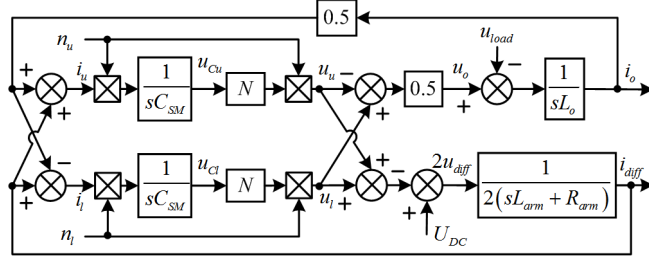 0.5
n_u
u_load
+ i_u 1 u_Cu N u_u − 0.5 u_o − 1 i_o
+ sC_SM + + sL_o
− 1 u_Cl N + − 2u_diff 1 i_diff
+ i_l sC_SM u_l + + 2(sL_arm + R_arm)
n_l
U_DC